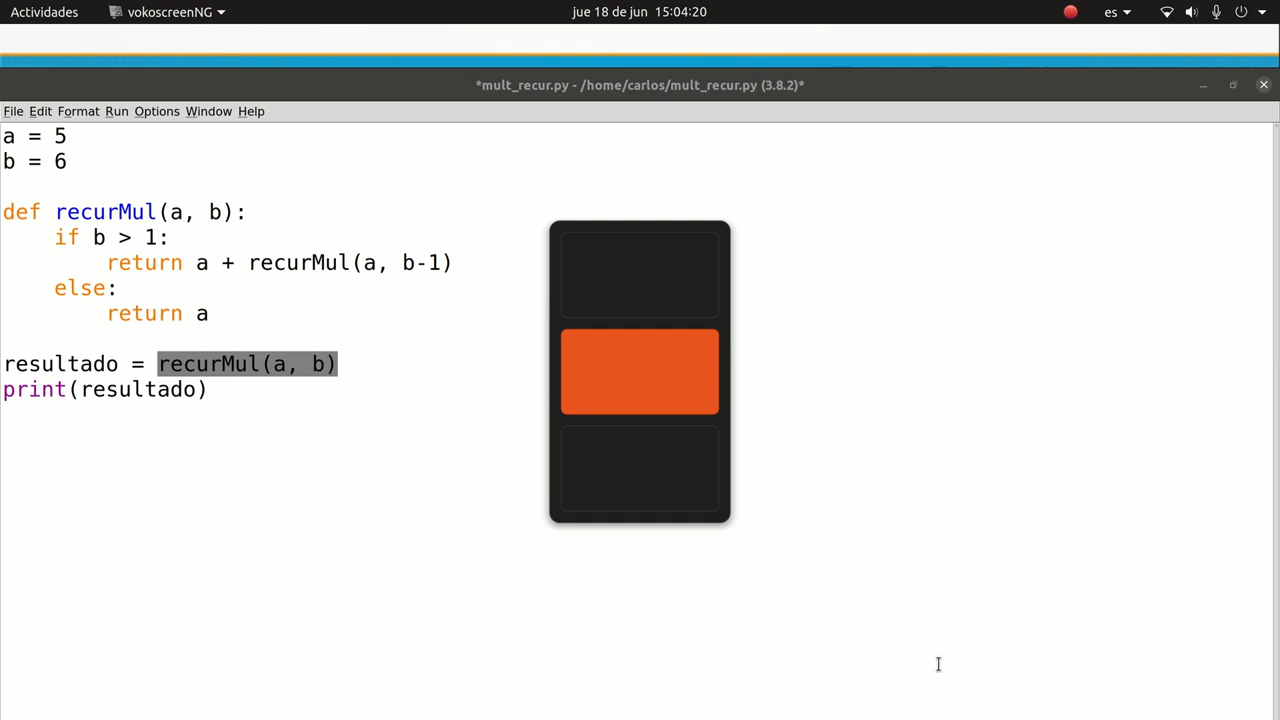 Actividades vokoscreenNG jue 18 de jun 15:04:20 es
*mult_recur.py - /home/carlos/mult_recur.py (3.8.2)*
File Edit Format Run Options Window Help
a = 5
b = 6
def recurMul(a, b):
    if b > 1:
        return a + recurMul(a, b-1)
    else:
        return a
resultado = recurMul(a, b)
print(resultado)